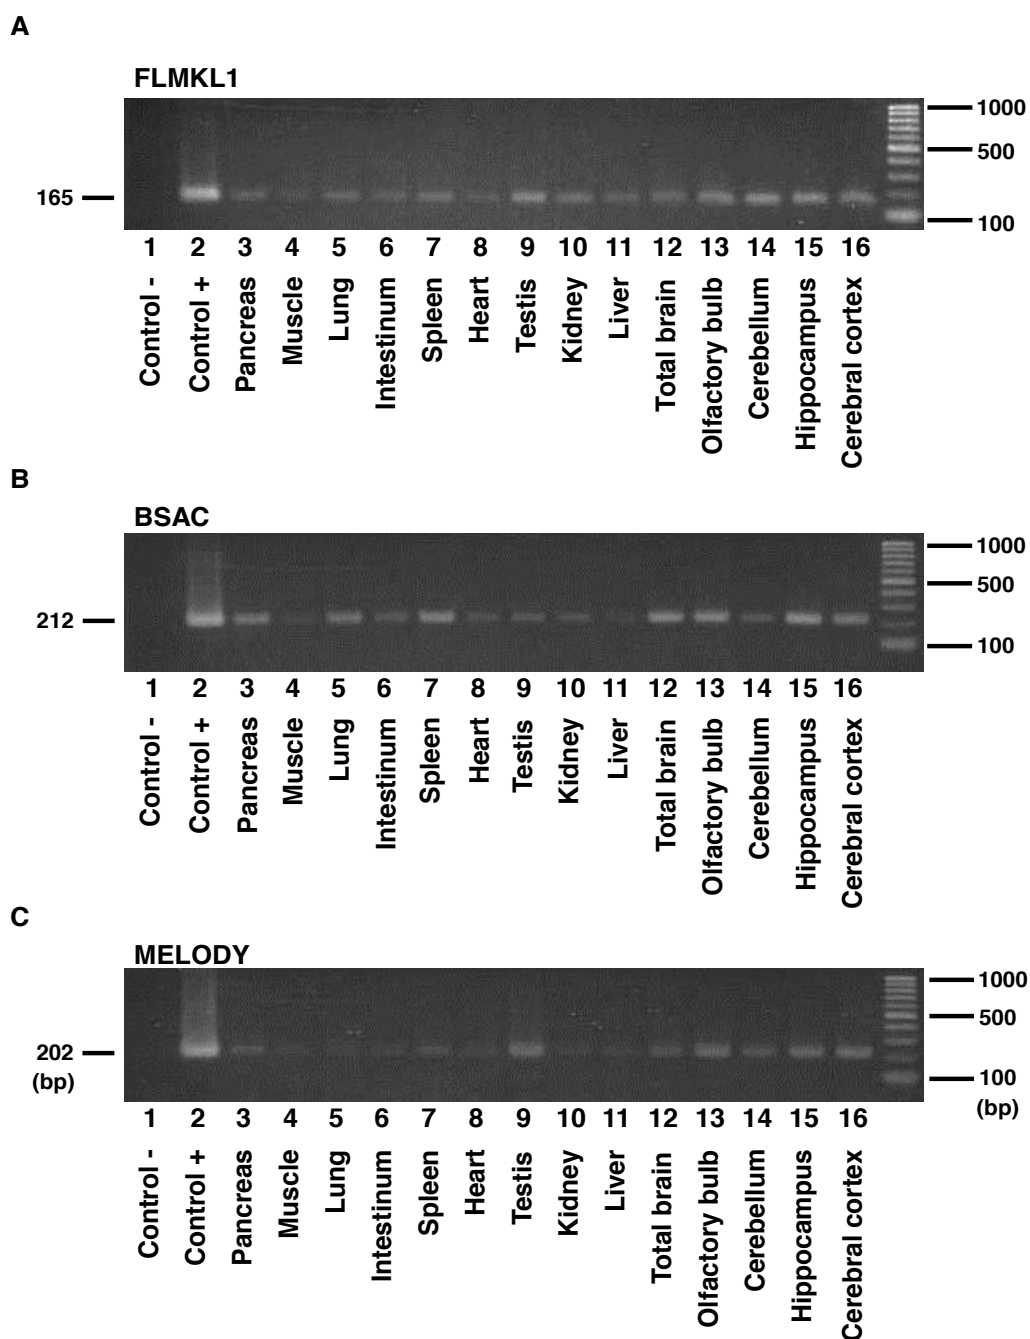 A
FLMKL1
1000
500
165
100
1 2 3 4 5 6 7 8 9 10 11 12 13 14 15 16
Control -
Control +
Pancreas
Muscle
Lung
Intestinum
Spleen
Heart
Testis
Kidney
Liver
Total brain
Olfactory bulb
Cerebellum
Hippocampus
Cerebral cortex
B
BSAC
1000
500
212
100
1 2 3 4 5 6 7 8 9 10 11 12 13 14 15 16
Control -
Control +
Pancreas
Muscle
Lung
Intestinum
Spleen
Heart
Testis
Kidney
Liver
Total brain
Olfactory bulb
Cerebellum
Hippocampus
Cerebral cortex
C
MELODY
1000
500
202
(bp)
100
(bp)
1 2 3 4 5 6 7 8 9 10 11 12 13 14 15 16
Control -
Control +
Pancreas
Muscle
Lung
Intestinum
Spleen
Heart
Testis
Kidney
Liver
Total brain
Olfactory bulb
Cerebellum
Hippocampus
Cerebral cortex